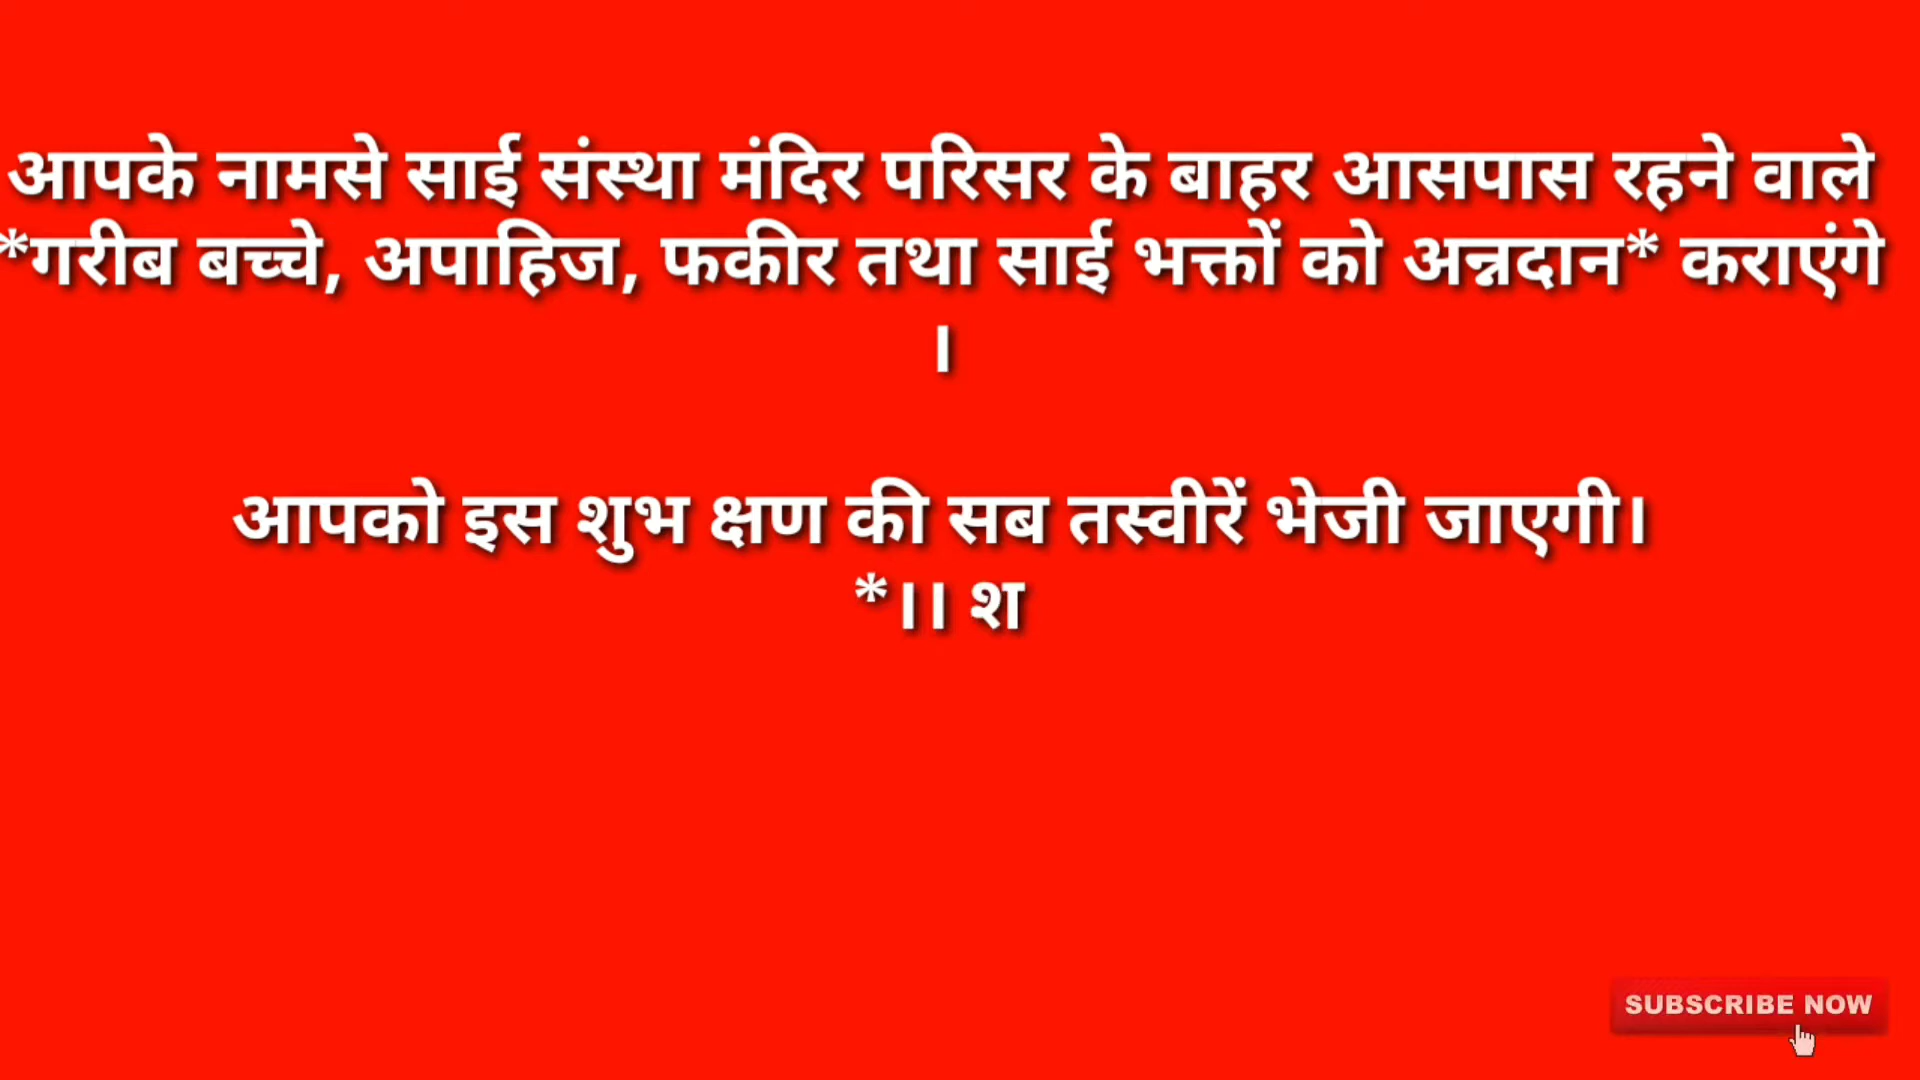 आपके नामसे साई संस्था मंदिर परिसर के बाहर आसपास रहने वाले
*गरीब बच्चे, अपाहिज, फकीर तथा साई भक्तों को अन्नदान* कराएंगे
।
आपको इस शुभ क्षण की सब तस्वीरें भेजी जाएगी।
*।। श
SUBSCRIBE NOW